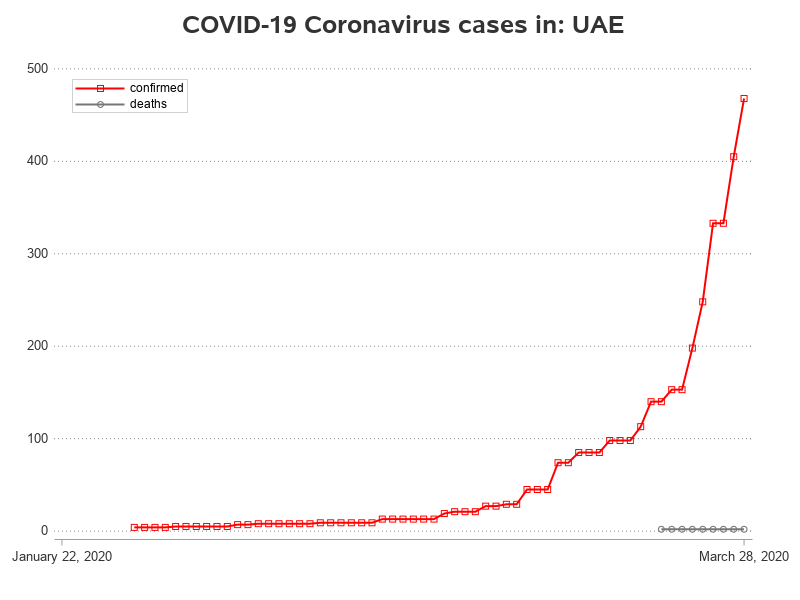 COVID-19 Coronavirus cases in: UAE
500
confirmed
deaths
400
300
200
100
0
January 22, 2020
March 28, 2020